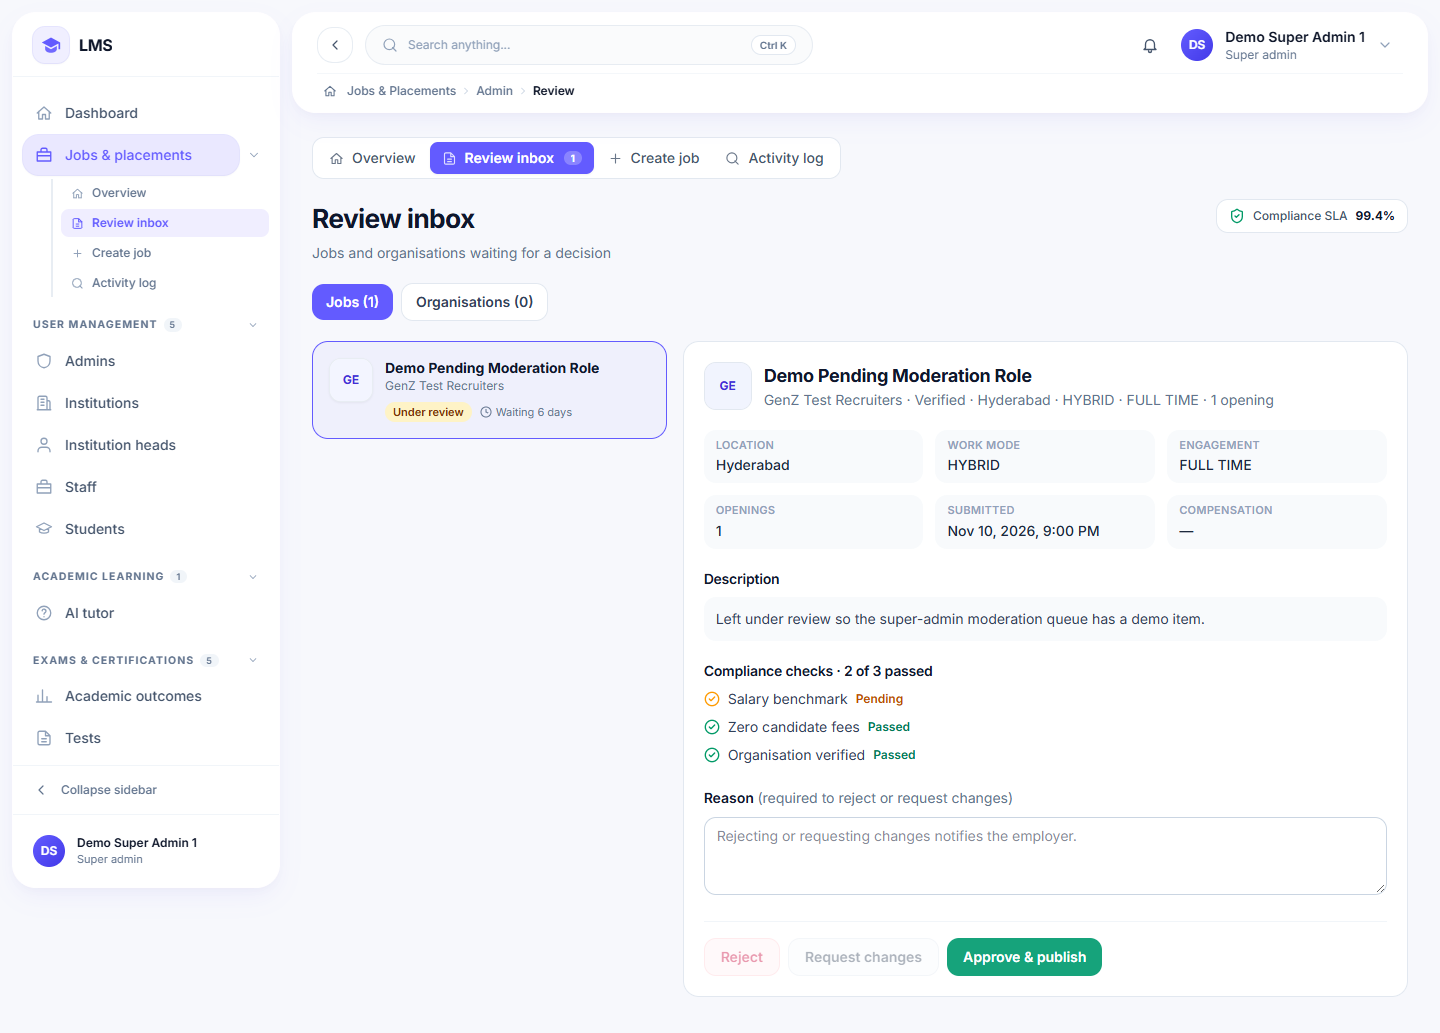 LMS
Dashboard
Jobs & placements
Overview
Review inbox
Create job
Activity log
USER MANAGEMENT 5
Admins
Institutions
Institution heads
Staff
Students
ACADEMIC LEARNING 1
AI tutor
EXAMS & CERTIFICATIONS 5
Academic outcomes
Tests
Collapse sidebar
DS
Demo Super Admin 1
Super admin
Search anything...
Ctrl K
DS
Demo Super Admin 1
Super admin
Jobs & Placements Admin Review
Overview Review inbox 1 Create job Activity log
Review inbox
Jobs and organisations waiting for a decision
Compliance SLA 99.4%
Jobs (1) Organisations (0)
GE
Demo Pending Moderation Role
GenZ Test Recruiters
Under review Waiting 6 days
GE
Demo Pending Moderation Role
GenZ Test Recruiters · Verified · Hyderabad · HYBRID · FULL TIME · 1 opening
LOCATION
Hyderabad
WORK MODE
HYBRID
ENGAGEMENT
FULL TIME
OPENINGS
1
SUBMITTED
Nov 10, 2026, 9:00 PM
COMPENSATION
—
Description
Left under review so the super-admin moderation queue has a demo item.
Compliance checks · 2 of 3 passed
Salary benchmark Pending
Zero candidate fees Passed
Organisation verified Passed
Reason (required to reject or request changes)
Rejecting or requesting changes notifies the employer.
Reject Request changes Approve & publish